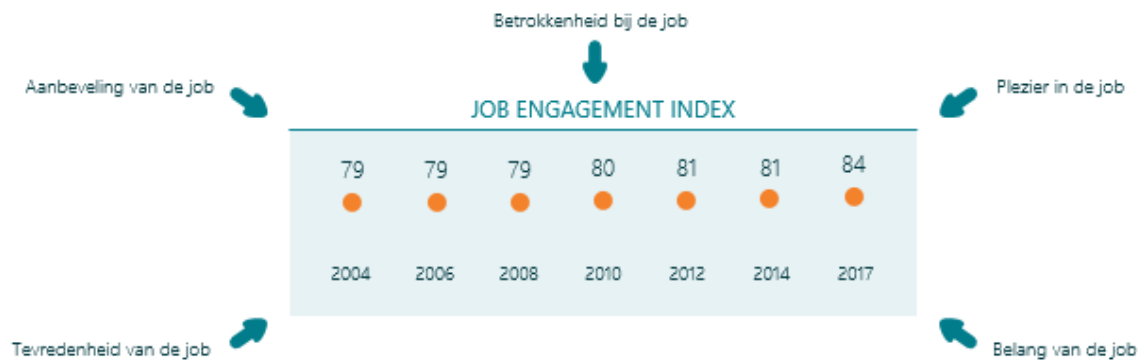 Betrokkenheid bij de job
Aanbeveling van de job
Plezier in de job
JOB ENGAGEMENT INDEX
79 79 79 80 81 81 84
2004 2006 2008 2010 2012 2014 2017
Tevredenheid van de job
Belang van de job